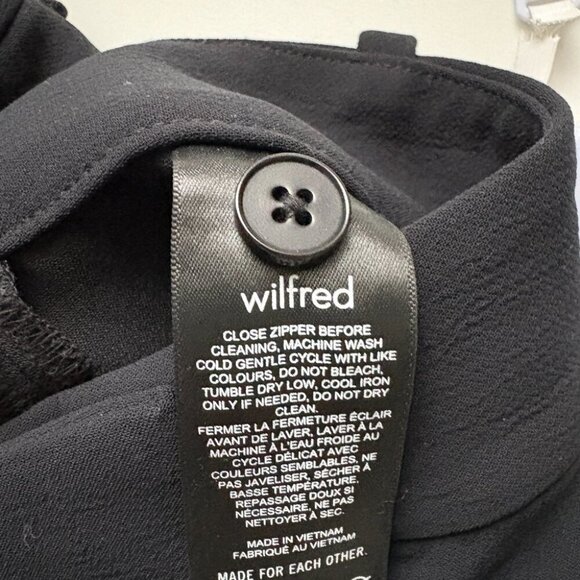 wilfred
CLOSE ZIPPER BEFORE
CLEANING, MACHINE WASH
COLD GENTLE CYCLE WITH LIKE
COLOURS, DO NOT BLEACH,
TUMBLE DRY LOW, COOL IRON
ONLY IF NEEDED, DO NOT DRY
CLEAN.
FERMER LA FERMETURE ÉCLAIR
AVANT DE LAVER, LAVER À LA
MACHINE À L'EAU FROIDE AU
CYCLE DÉLICAT AVEC
COULEURS SEMBLABLES, NE
PAS JAVELISER, SÉCHER À
BASSE TEMPÉRATURE,
REPASSAGE DOUX SI
NÉCESSAIRE, NE PAS
NETTOYER À SEC.
MADE IN VIETNAM
FABRIQUÉ AU VIETNAM
MADE FOR EACH OTHER.